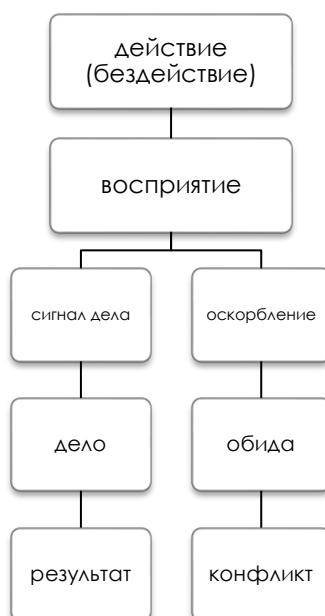 действие
(бездействие)
восприятие
сигнал дела
оскорбление
дело
обида
результат
конфликт